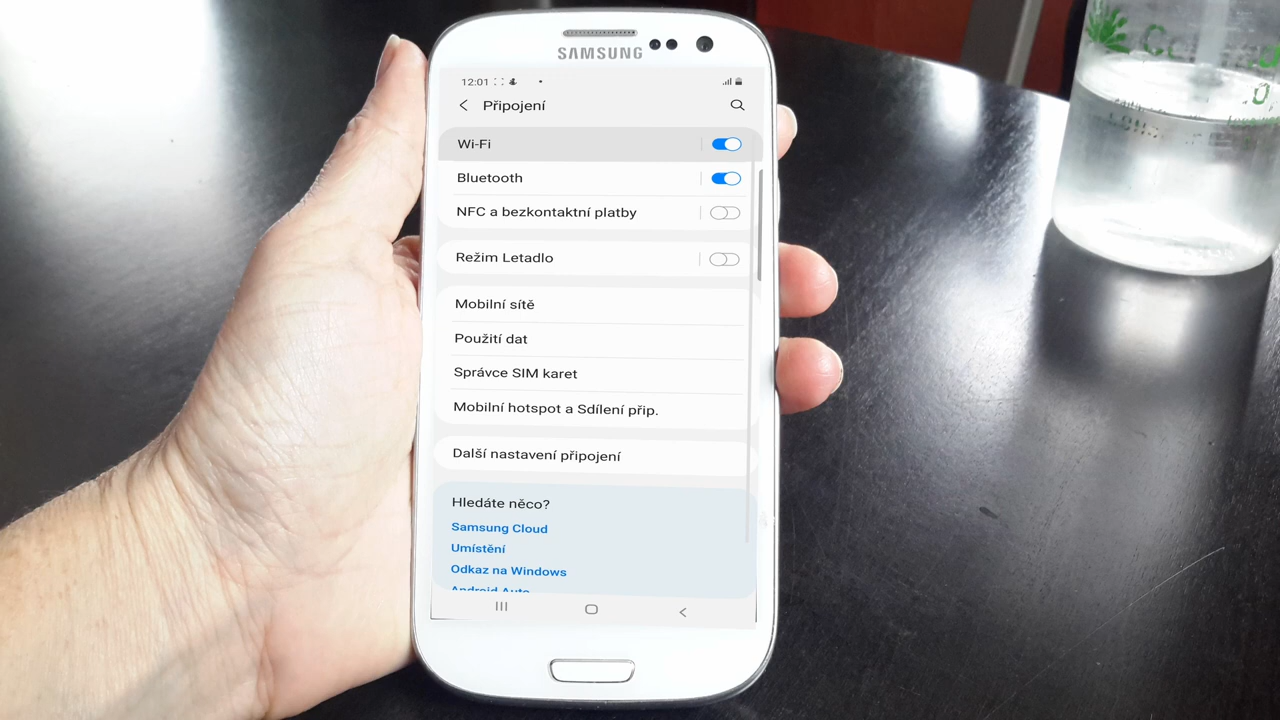 SAMSUNG
12:01
Připojení
Wi-Fi
Bluetooth
NFC a bezkontaktní platby
Režim Letadlo
Mobilní sítě
Použití dat
Správce SIM karet
Mobilní hotspot a Sdílení přip.
Další nastavení připojení
Hledáte něco?
Samsung Cloud
Umístění
Odkaz na Windows
Android Auto